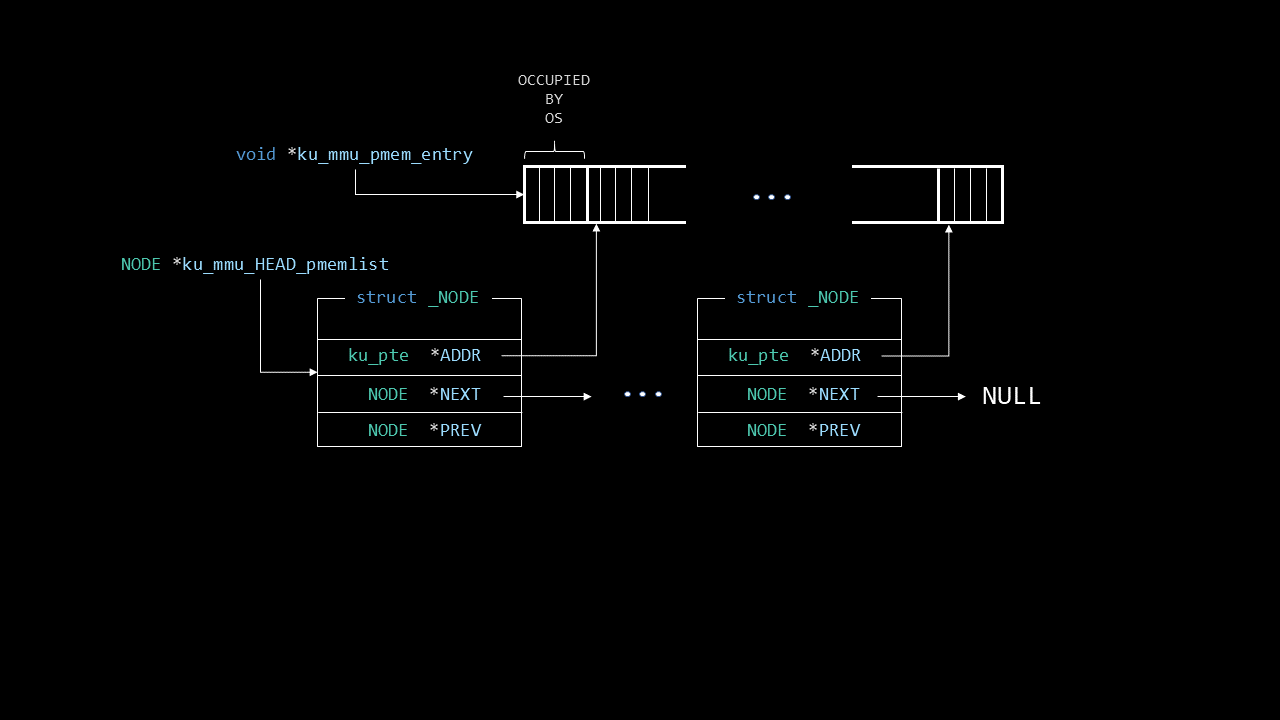 OCCUPIED
BY
OS
void *ku_mmu_pmem_entry
NODE *ku_mmu_HEAD_pmemlist
struct _NODE
ku_pte *ADDR
NODE *NEXT
NODE *PREV
struct _NODE
ku_pte *ADDR
NODE *NEXT
NODE *PREV
NULL